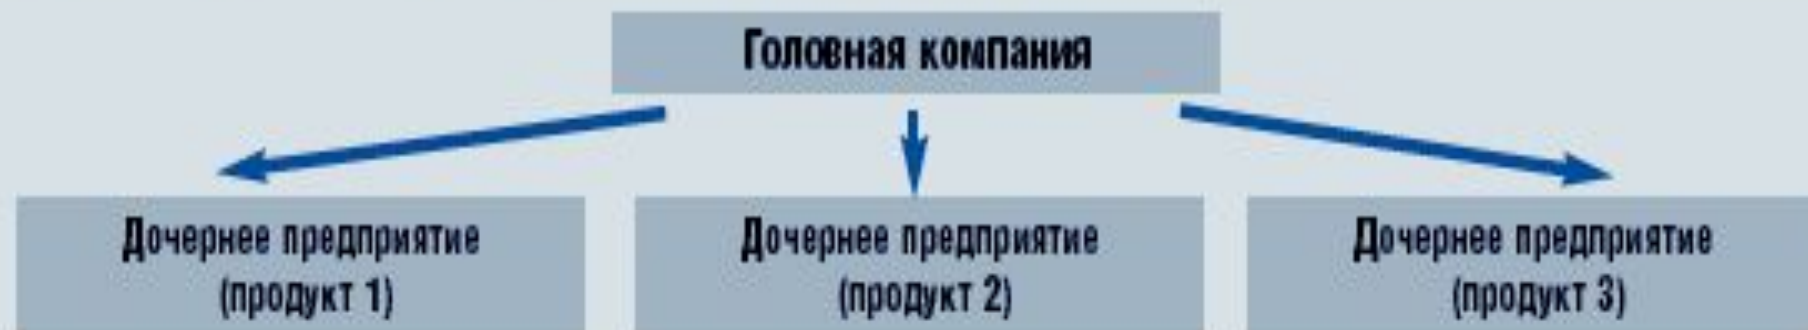 Головная компания
Дочернее предприятие
(продукт 1)
Дочернее предприятие
(продукт 2)
Дочернее предприятие
(продукт 3)